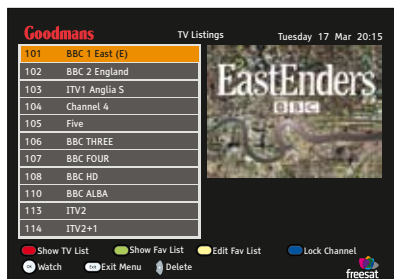 Goodmans TV Listings Tuesday 17 Mar 20:15
101 BBC 1 East (E)
102 BBC 2 England
103 ITV1 Anglia S
104 Channel 4
105 Five
106 BBC THREE
107 BBC FOUR
108 BBC HD
110 BBC ALBA
113 ITV2
114 ITV2+1
EastEnders
BBC
Show TV List Show Fav List Edit Fav List Lock Channel
OK Watch Exit Exit Menu Delete
freesat